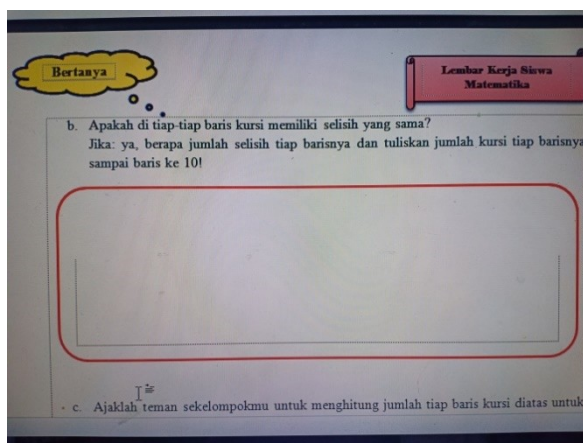 Bertanya
Lembar Kerja Siswa
Matematika
b. Apakah di tiap-tiap baris kursi memiliki selisih yang sama?
Jika: ya, berapa jumlah selisih tiap barisnya dan tuliskan jumlah kursi tiap barisnya
sampai baris ke 10!
c. Ajaklah teman sekelompokmu untuk menghitung jumlah tiap baris kursi diatas untuk